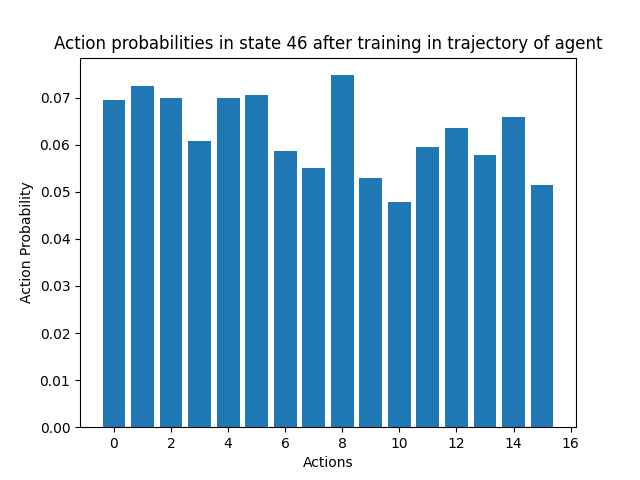 Action probabilities in state 46 after training in trajectory of agent
0.07
0.06
0.05
0.04
0.03
0.02
0.01
0.00
Action Probability
0 2 4 6 8 10 12 14 16
Actions